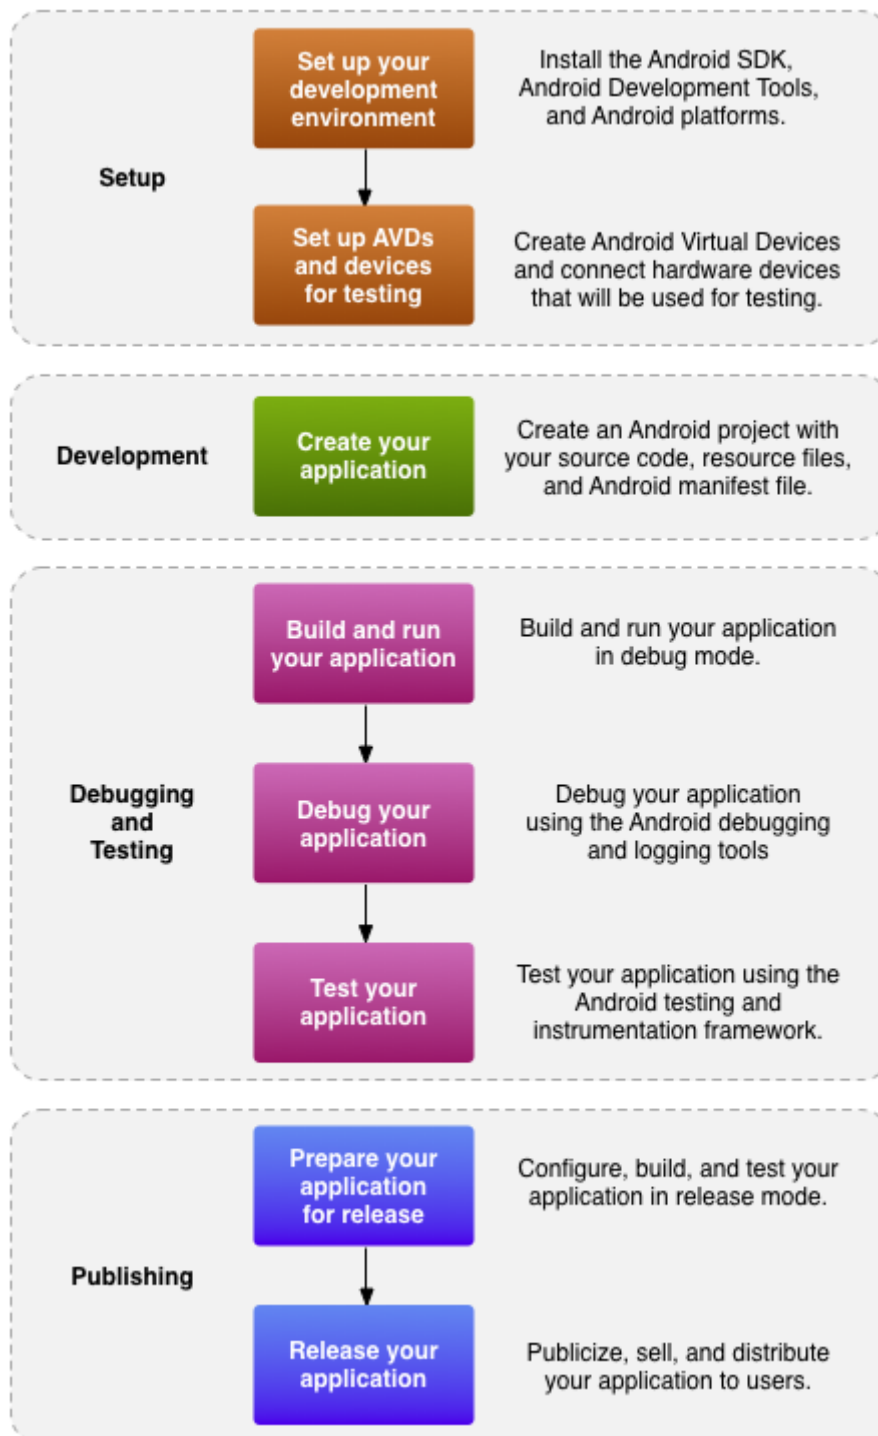 Set up your
development
environment
Install the Android SDK,
Android Development Tools,
and Android platforms.
Setup
Set up AVDs
and devices
for testing
Create Android Virtual Devices
and connect hardware devices
that will be used for testing.
Development
Create your
application
Create an Android project with
your source code, resource files,
and Android manifest file.
Build and run
your application
Build and run your application
in debug mode.
Debugging
and
Testing
Debug your
application
Debug your application
using the Android debugging
and logging tools
Test your
application
Test your application using the
Android testing and
instrumentation framework.
Prepare your
application
for release
Configure, build, and test your
application in release mode.
Publishing
Release your
application
Publicize, sell, and distribute
your application to users.